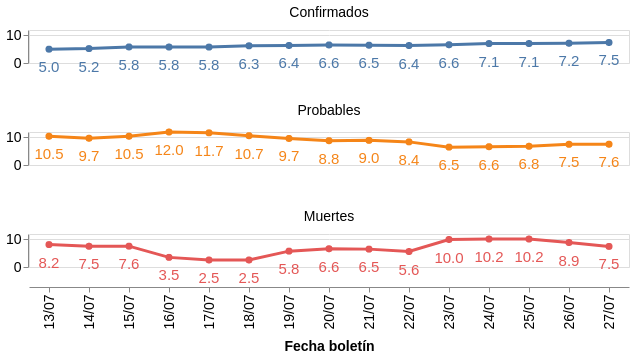 Confirmados
10
0
5.0 5.2 5.8 5.8 5.8 6.3 6.4 6.6 6.5 6.4 6.6 7.1 7.1 7.2 7.5
Probables
10
0
10.5 9.7 10.5 12.0 11.7 10.7 9.7 8.8 9.0 8.4 6.5 6.6 6.8 7.5 7.6
Muertes
10
0
8.2 7.5 7.6 3.5 2.5 2.5 5.8 6.6 6.5 5.6 10.0 10.2 10.2 8.9 7.5
13/07 14/07 15/07 16/07 17/07 18/07 19/07 20/07 21/07 22/07 23/07 24/07 25/07 26/07 27/07
Fecha boletín